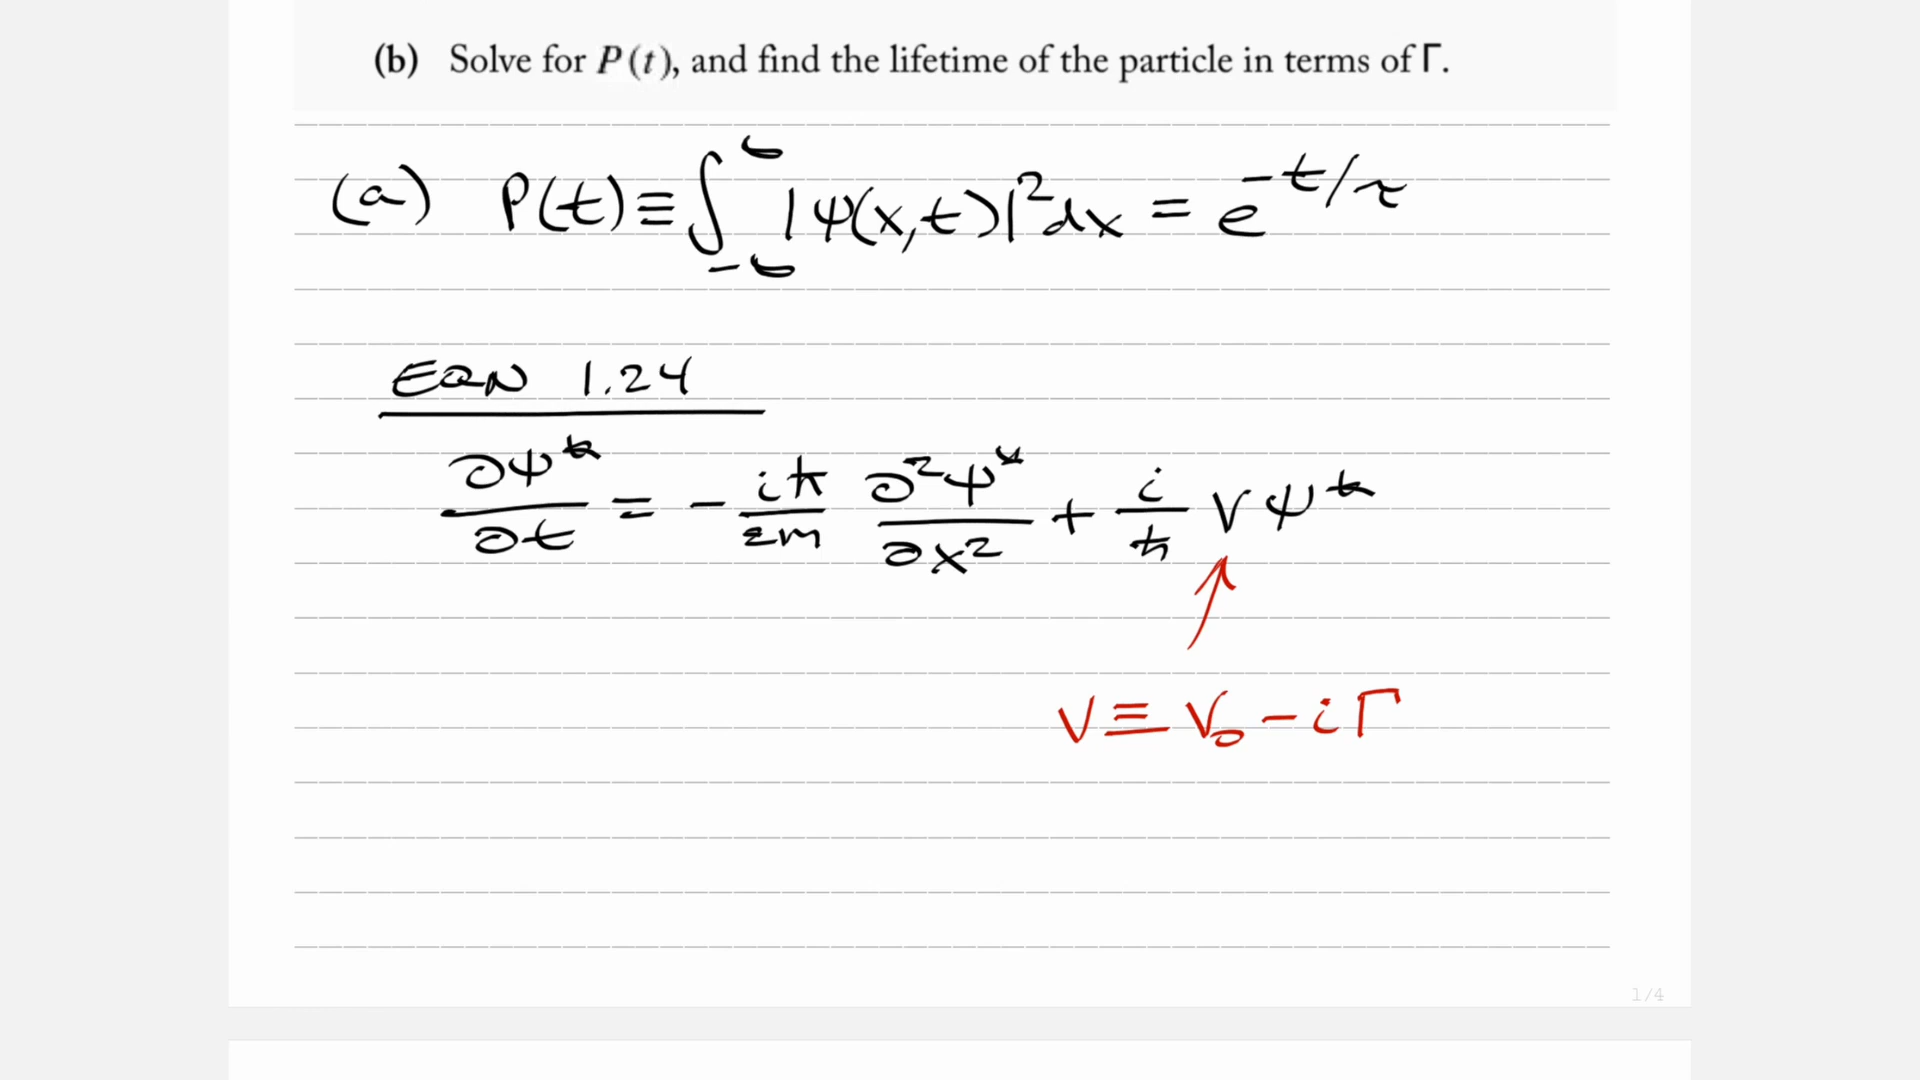 (b) Solve for P(t), and find the lifetime of the particle in terms of Γ.
(a) P(t) ≡ ∫_{-∞}^{∞} |ψ(x,t)|² dx = e^{-t/τ}
EQN 1.24
∂ψ*/∂t = - iħ/2m ∂²ψ*/∂x² + i/ħ V ψ*
V ≡ V₀ - iΓ
1/4